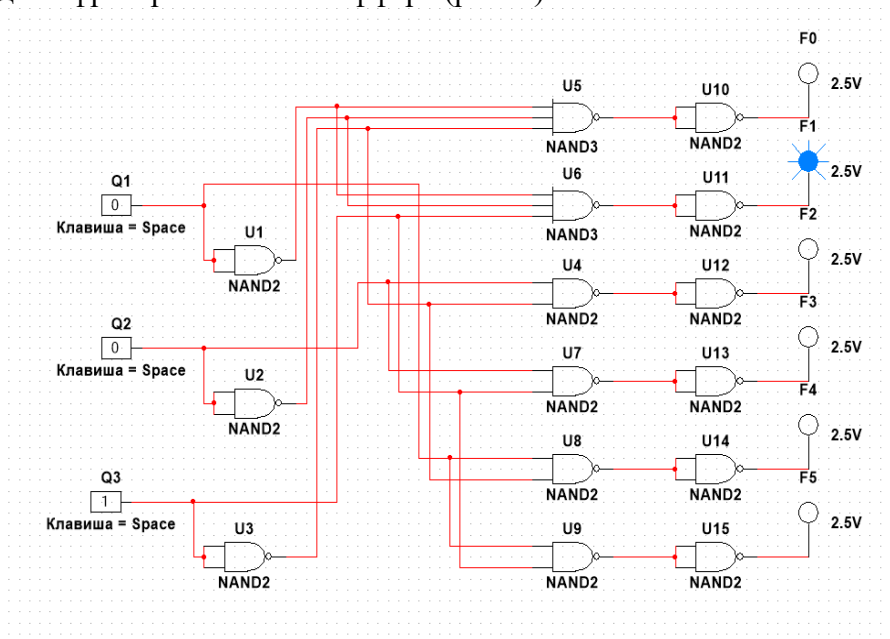 F0
U5
2.5V
U10
F1
NAND3
NAND2
Q1
U6
2.5V
U11
0
F2
Клавиша = Space
U1
NAND3
NAND2
U4
2.5V
U12
NAND2
F3
Q2
NAND2
NAND2
0
U7
2.5V
U13
Клавиша = Space
U2
F4
NAND2
NAND2
NAND2
U8
2.5V
U14
Q3
F5
1
NAND2
NAND2
Клавиша = Space
U3
U9
2.5V
U15
NAND2
NAND2
NAND2